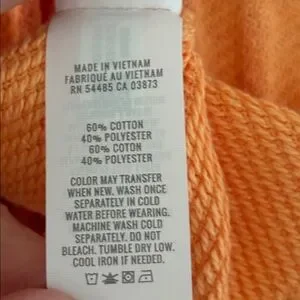 MADE IN VIETNAM
FABRIQUÉ AU VIETNAM
RN 54485 CA 03873
60% COTTON
40% POLYESTER
60% COTON
40% POLYESTER
COLOR MAY TRANSFER
WHEN NEW. WASH ONCE
SEPARATELY IN COLD
WATER BEFORE WEARING.
MACHINE WASH COLD
SEPARATELY. DO NOT
BLEACH. TUMBLE DRY LOW.
COOL IRON IF NEEDED.